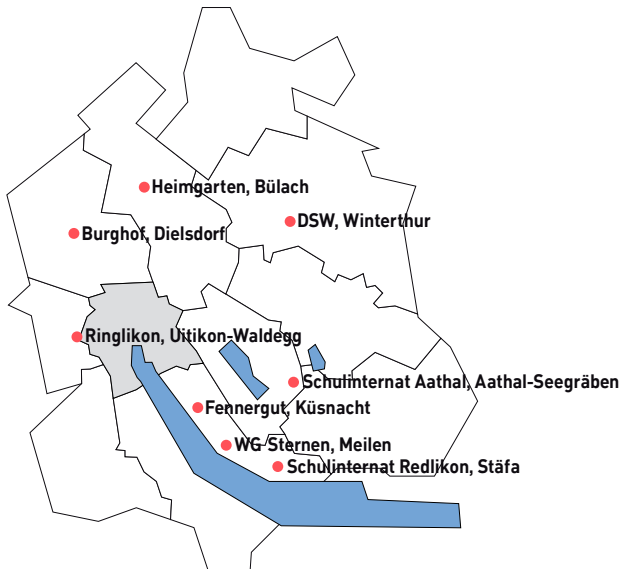 Heimgarten, Bülach
DSW, Winterthur
Burghof, Dielsdorf
Ringlikon, Uitikon-Waldegg
Schulinternat Aathal, Aathal-Seegräben
Fennergut, Küsnacht
WG Sternen, Meilen
Schulinternat Redlikon, Stäfa